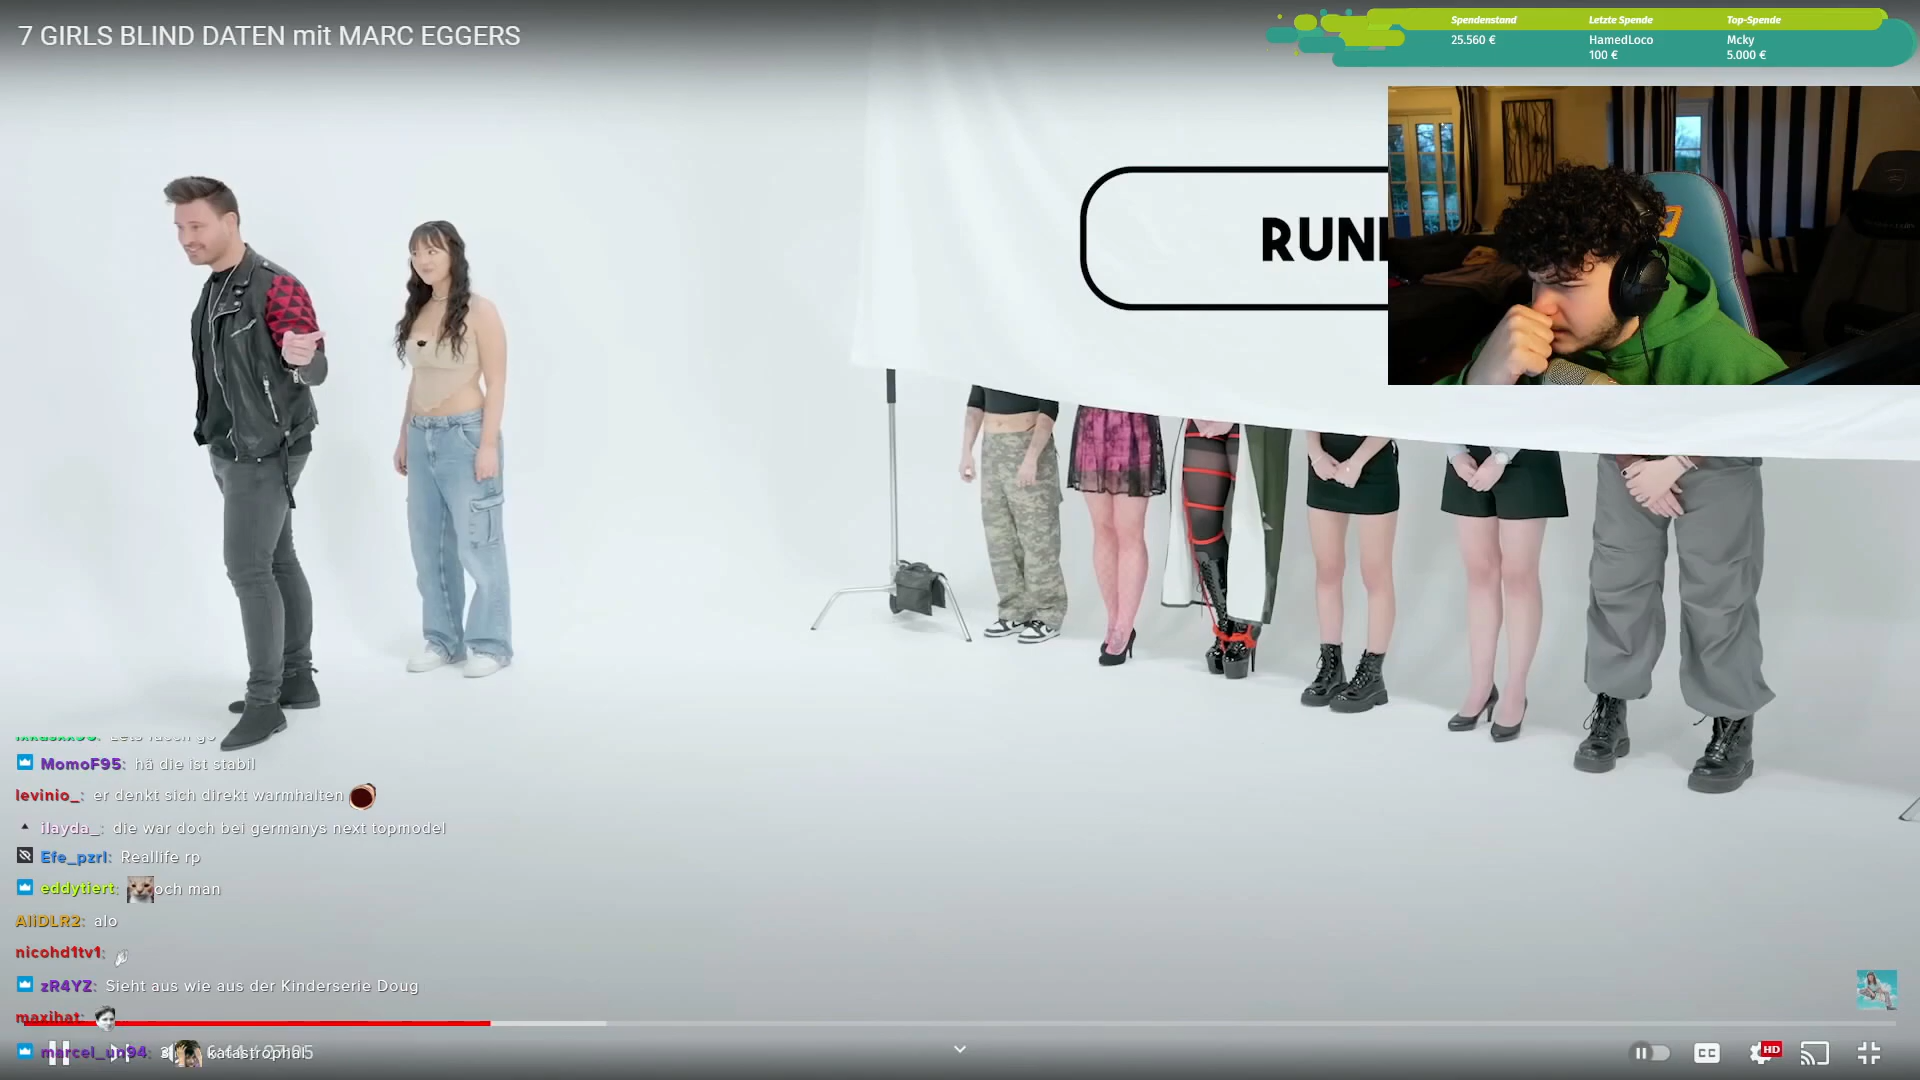 7 GIRLS BLIND DATEN mit MARC EGGERS
Spendenstand Letzte Spende Top-Spende
25.560 € HamedLoco Mcky
100 € 5.000 €
MomoF95: hä die ist stabil
levinio_: er denkt sich direkt warmhalten
ilayda_: die war doch bei germanys next topmodel
Efe_pzrl: Reallife rp
eddytiert: och man
AliDLR2: alo
nicohd1tv1:
zR4YZ: Sieht aus wie aus der Kinderserie Doug
maxihat:
marcel_un94: katastrophal
CC
HD